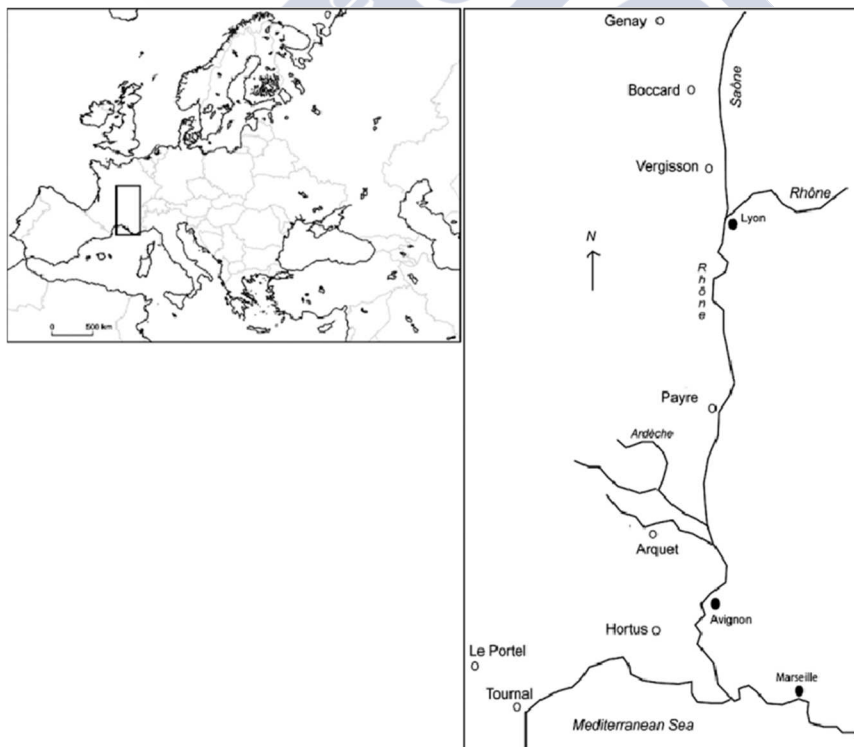 0 500 km
Genay
Boccard
Saône
Vergisson
Rhône
Lyon
N
Rhône
Payre
Ardèche
Arquet
Avignon
Hortus
Le Portel
Marseille
Tournal
Mediterranean Sea